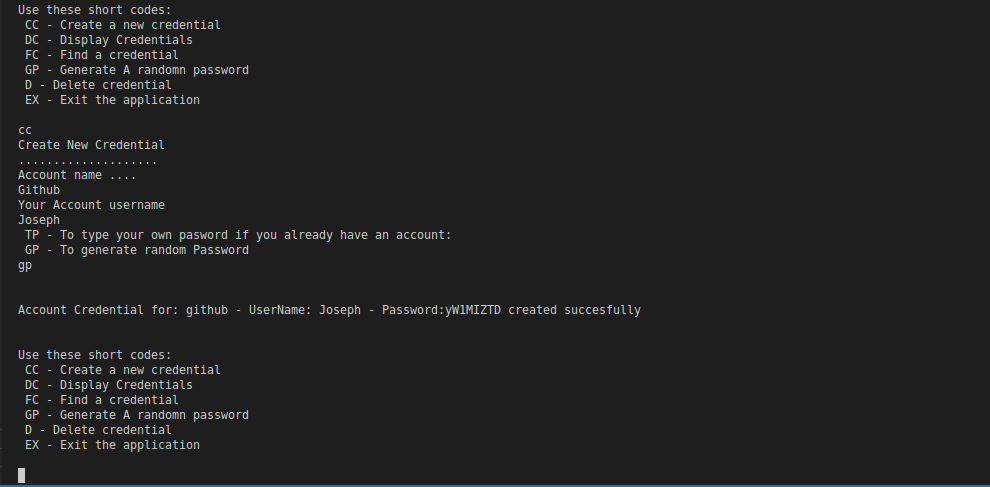 Use these short codes:
CC - Create a new credential
DC - Display Credentials
FC - Find a credential
GP - Generate A randomn password
D - Delete credential
EX - Exit the application
cc
Create New Credential
....................
Account name ....
Github
Your Account username
Joseph
TP - To type your own pasword if you already have an account:
GP - To generate random Password
gp
Account Credential for: github - UserName: Joseph - Password:yW1MIZTD created succesfully
Use these short codes:
CC - Create a new credential
DC - Display Credentials
FC - Find a credential
GP - Generate A randomn password
D - Delete credential
EX - Exit the application